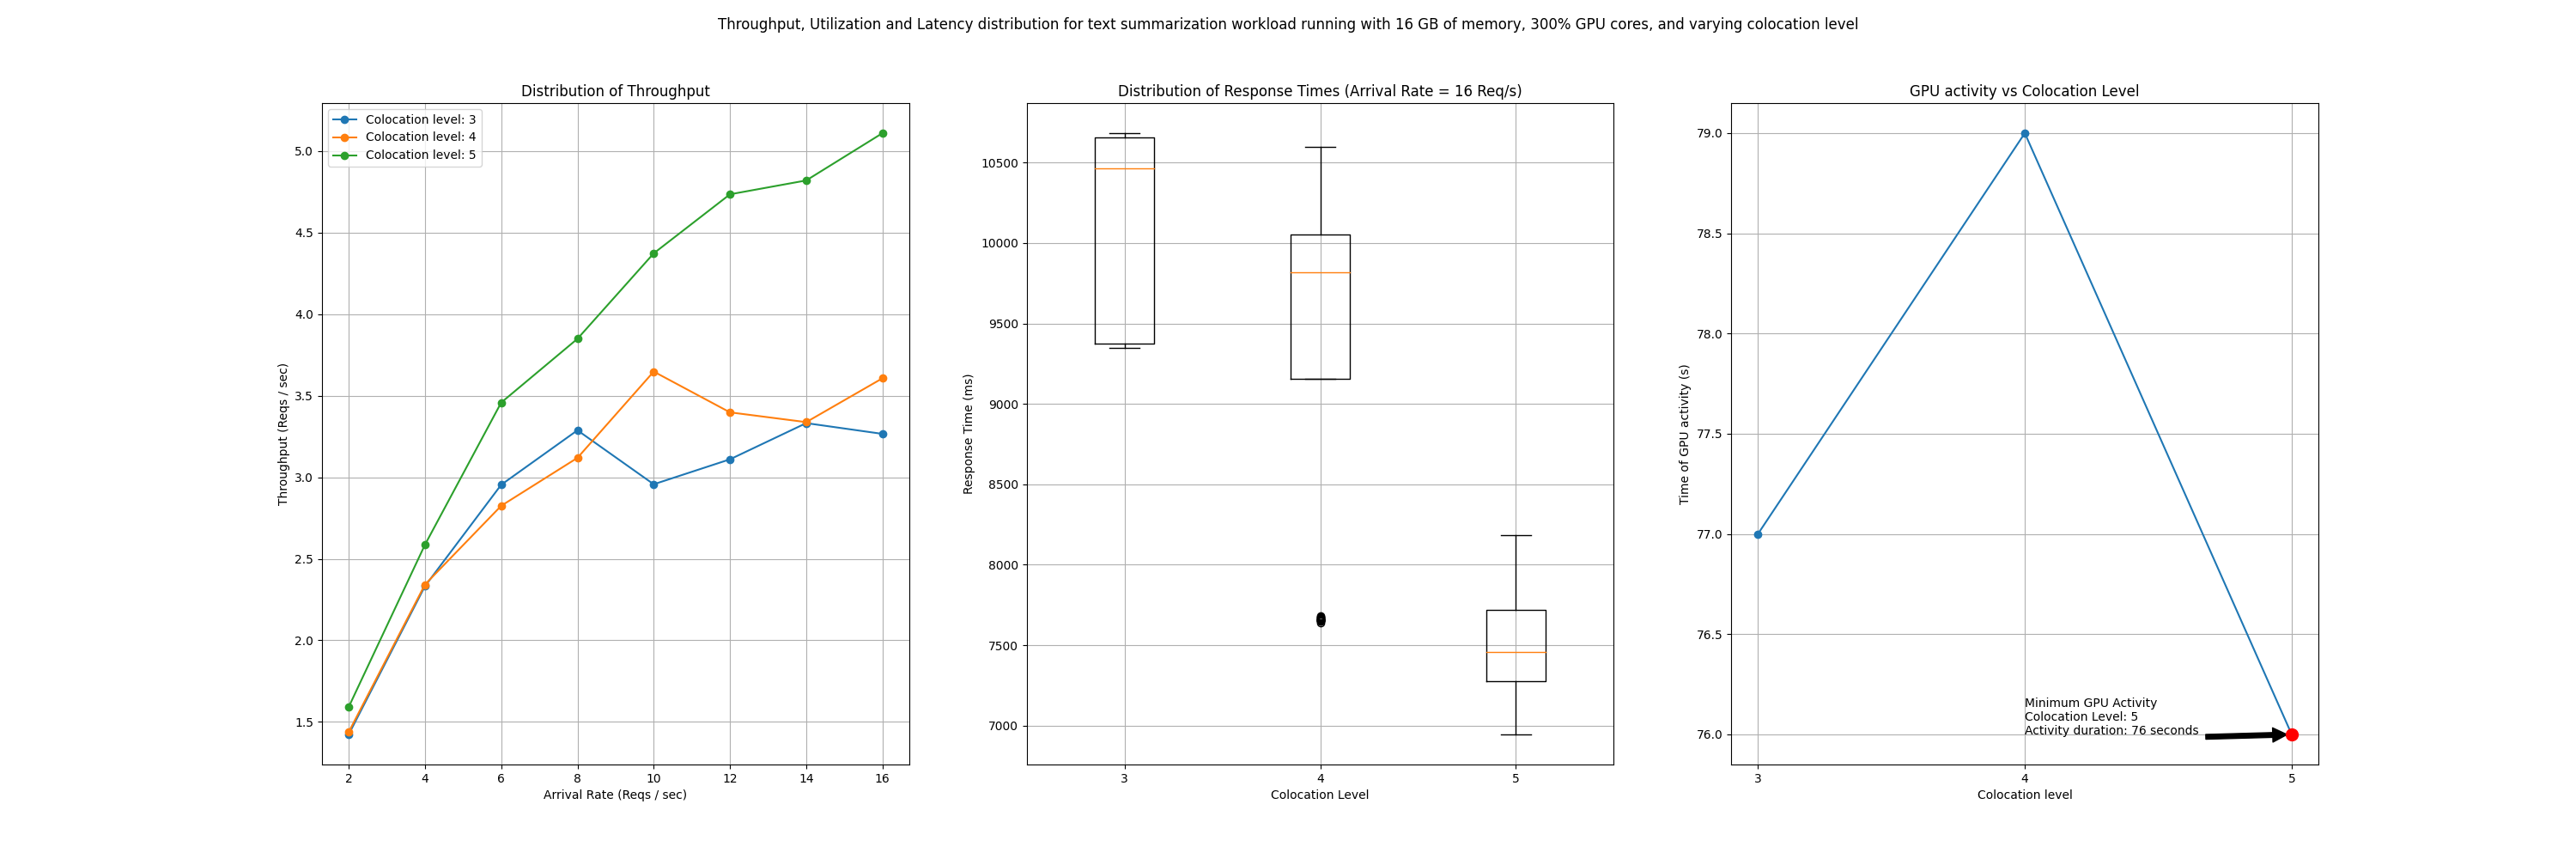 Throughput, Utilization and Latency distribution for text summarization workload running with 16 GB of memory, 300% GPU cores, and varying colocation level
Distribution of Throughput
Colocation level: 3
Colocation level: 4
Colocation level: 5
5.0
4.5
4.0
3.5
3.0
2.5
2.0
1.5
Throughput (Reqs / sec)
2 4 6 8 10 12 14 16
Arrival Rate (Reqs / sec)
Distribution of Response Times (Arrival Rate = 16 Req/s)
10500
10000
9500
9000
8500
8000
7500
7000
Response Time (ms)
3 4 5
Colocation Level
GPU activity vs Colocation Level
79.0
78.5
78.0
77.5
77.0
76.5
76.0
Time of GPU activity (s)
Minimum GPU Activity
Colocation Level: 5
Activity duration: 76 seconds
3 4 5
Colocation level